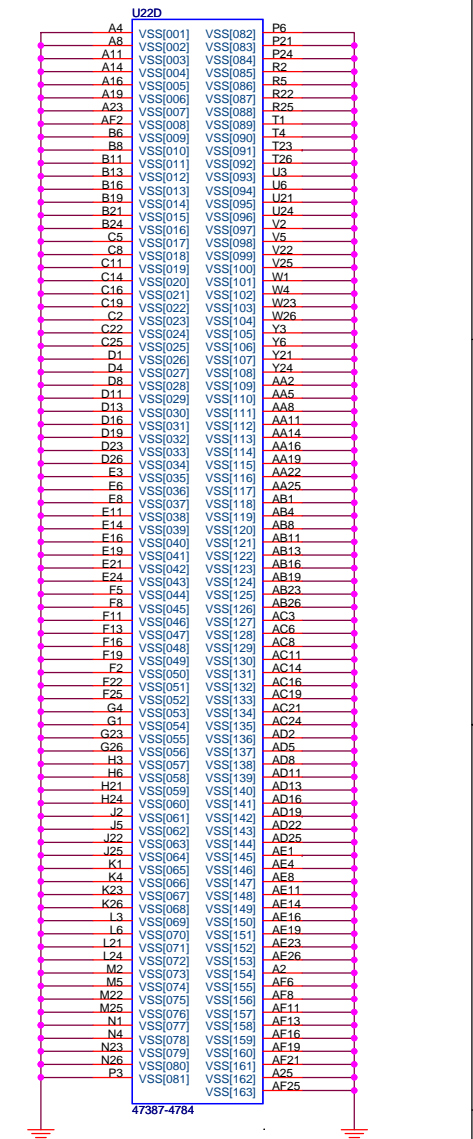 U22D
A4 VSS[001] VSS[082] P6
A8 VSS[002] VSS[083] P21
A11 VSS[003] VSS[084] P24
A14 VSS[004] VSS[085] R2
A16 VSS[005] VSS[086] R5
A19 VSS[006] VSS[087] R22
A23 VSS[007] VSS[088] R25
AF2 VSS[008] VSS[089] T1
B6 VSS[009] VSS[090] T4
B8 VSS[010] VSS[091] T23
B11 VSS[011] VSS[092] T26
B13 VSS[012] VSS[093] U3
B16 VSS[013] VSS[094] U6
B19 VSS[014] VSS[095] U21
B21 VSS[015] VSS[096] U24
B24 VSS[016] VSS[097] V2
C5 VSS[017] VSS[098] V5
C8 VSS[018] VSS[099] V22
C11 VSS[019] VSS[100] V25
C14 VSS[020] VSS[101] W1
C16 VSS[021] VSS[102] W4
C19 VSS[022] VSS[103] W23
C2 VSS[023] VSS[104] W26
C22 VSS[024] VSS[105] Y3
C25 VSS[025] VSS[106] Y6
D1 VSS[026] VSS[107] Y21
D4 VSS[027] VSS[108] Y24
D8 VSS[028] VSS[109] AA2
D11 VSS[029] VSS[110] AA5
D13 VSS[030] VSS[111] AA8
D16 VSS[031] VSS[112] AA11
D19 VSS[032] VSS[113] AA14
D23 VSS[033] VSS[114] AA16
D26 VSS[034] VSS[115] AA19
E3 VSS[035] VSS[116] AA22
E6 VSS[036] VSS[117] AA25
E8 VSS[037] VSS[118] AB1
E11 VSS[038] VSS[119] AB4
E14 VSS[039] VSS[120] AB8
E16 VSS[040] VSS[121] AB11
E19 VSS[041] VSS[122] AB13
E21 VSS[042] VSS[123] AB16
E24 VSS[043] VSS[124] AB19
F5 VSS[044] VSS[125] AB23
F8 VSS[045] VSS[126] AB26
F11 VSS[046] VSS[127] AC3
F13 VSS[047] VSS[128] AC6
F16 VSS[048] VSS[129] AC8
F19 VSS[049] VSS[130] AC11
F2 VSS[050] VSS[131] AC14
F22 VSS[051] VSS[132] AC16
F25 VSS[052] VSS[133] AC19
G4 VSS[053] VSS[134] AC21
G1 VSS[054] VSS[135] AC24
G23 VSS[055] VSS[136] AD2
G26 VSS[056] VSS[137] AD5
H3 VSS[057] VSS[138] AD8
H6 VSS[058] VSS[139] AD11
H21 VSS[059] VSS[140] AD13
H24 VSS[060] VSS[141] AD16
J2 VSS[061] VSS[142] AD19
J5 VSS[062] VSS[143] AD22
J22 VSS[063] VSS[144] AD25
J25 VSS[064] VSS[145] AE1
K1 VSS[065] VSS[146] AE4
K4 VSS[066] VSS[147] AE8
K23 VSS[067] VSS[148] AE11
K26 VSS[068] VSS[149] AE14
L3 VSS[069] VSS[150] AE16
L6 VSS[070] VSS[151] AE19
L21 VSS[071] VSS[152] AE23
L24 VSS[072] VSS[153] AE26
M2 VSS[073] VSS[154] A2
M5 VSS[074] VSS[155] AF6
M22 VSS[075] VSS[156] AF8
M25 VSS[076] VSS[157] AF11
N1 VSS[077] VSS[158] AF13
N4 VSS[078] VSS[159] AF16
N23 VSS[079] VSS[160] AF19
N26 VSS[080] VSS[161] AF21
P3 VSS[081] VSS[162] A25
VSS[163] AF25
47387-4784